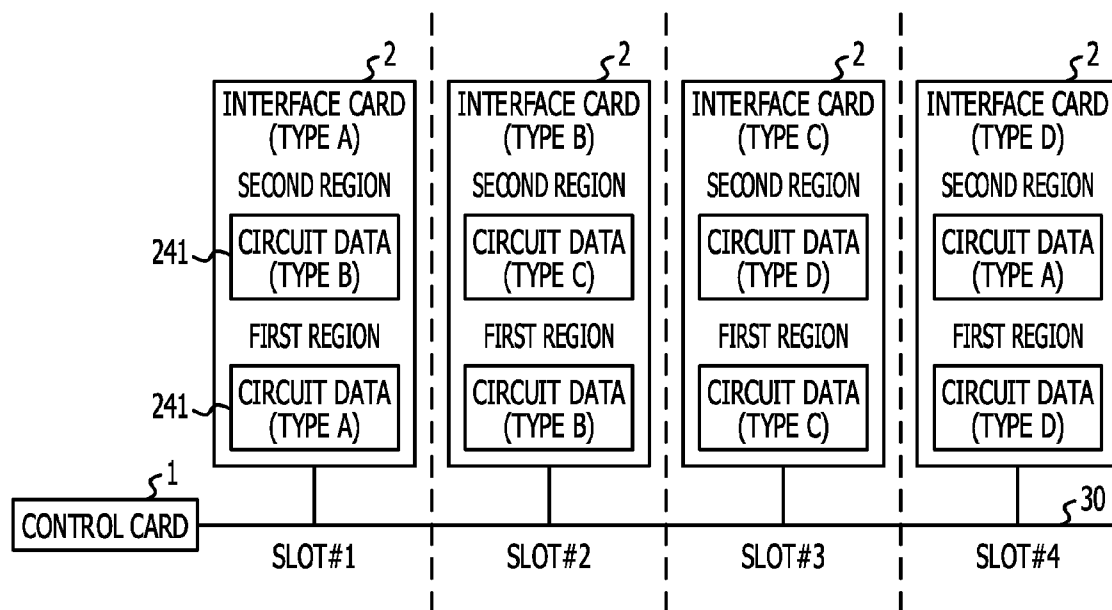 2
INTERFACE CARD
(TYPE A)
SECOND REGION
241
CIRCUIT DATA
(TYPE B)
FIRST REGION
241
CIRCUIT DATA
(TYPE A)
2
INTERFACE CARD
(TYPE B)
SECOND REGION
CIRCUIT DATA
(TYPE C)
FIRST REGION
CIRCUIT DATA
(TYPE B)
2
INTERFACE CARD
(TYPE C)
SECOND REGION
CIRCUIT DATA
(TYPE D)
FIRST REGION
CIRCUIT DATA
(TYPE C)
2
INTERFACE CARD
(TYPE D)
SECOND REGION
CIRCUIT DATA
(TYPE A)
FIRST REGION
CIRCUIT DATA
(TYPE D)
1
CONTROL CARD
30
SLOT#1
SLOT#2
SLOT#3
SLOT#4